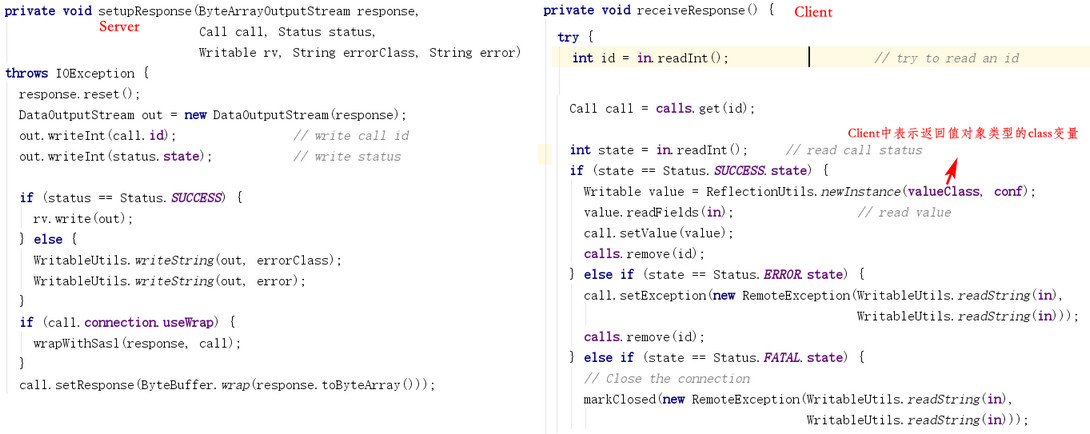 private void setupResponse(ByteArrayOutputStream response,
Server
Call call, Status status,
Writable rv, String errorClass, String error)
throws IOException {
response.reset();
DataOutputStream out = new DataOutputStream(response);
out.writeInt(call.id); // write call id
out.writeInt(status.state); // write status
if (status == Status.SUCCESS) {
rv.write(out);
} else {
WritableUtils.writeString(out, errorClass);
WritableUtils.writeString(out, error);
}
if (call.connection.useWrap) {
wrapWithSasl(response, call);
}
call.setResponse(ByteBuffer.wrap(response.toByteArray()));
private void receiveResponse() { Client
try {
int id = in.readInt(); // try to read an id
Call call = calls.get(id);
Client中表示返回值对象类型的class变量
int state = in.readInt(); // read call status
if (state == Status.SUCCESS.state) {
Writable value = ReflectionUtils.newInstance(valueClass, conf);
value.readFields(in); // read value
call.setValue(value);
calls.remove(id);
} else if (state == Status.ERROR.state) {
call.setException(new RemoteException(WritableUtils.readString(in),
WritableUtils.readString(in)));
calls.remove(id);
} else if (state == Status.FATAL.state) {
// Close the connection
markClosed(new RemoteException(WritableUtils.readString(in),
WritableUtils.readString(in)));